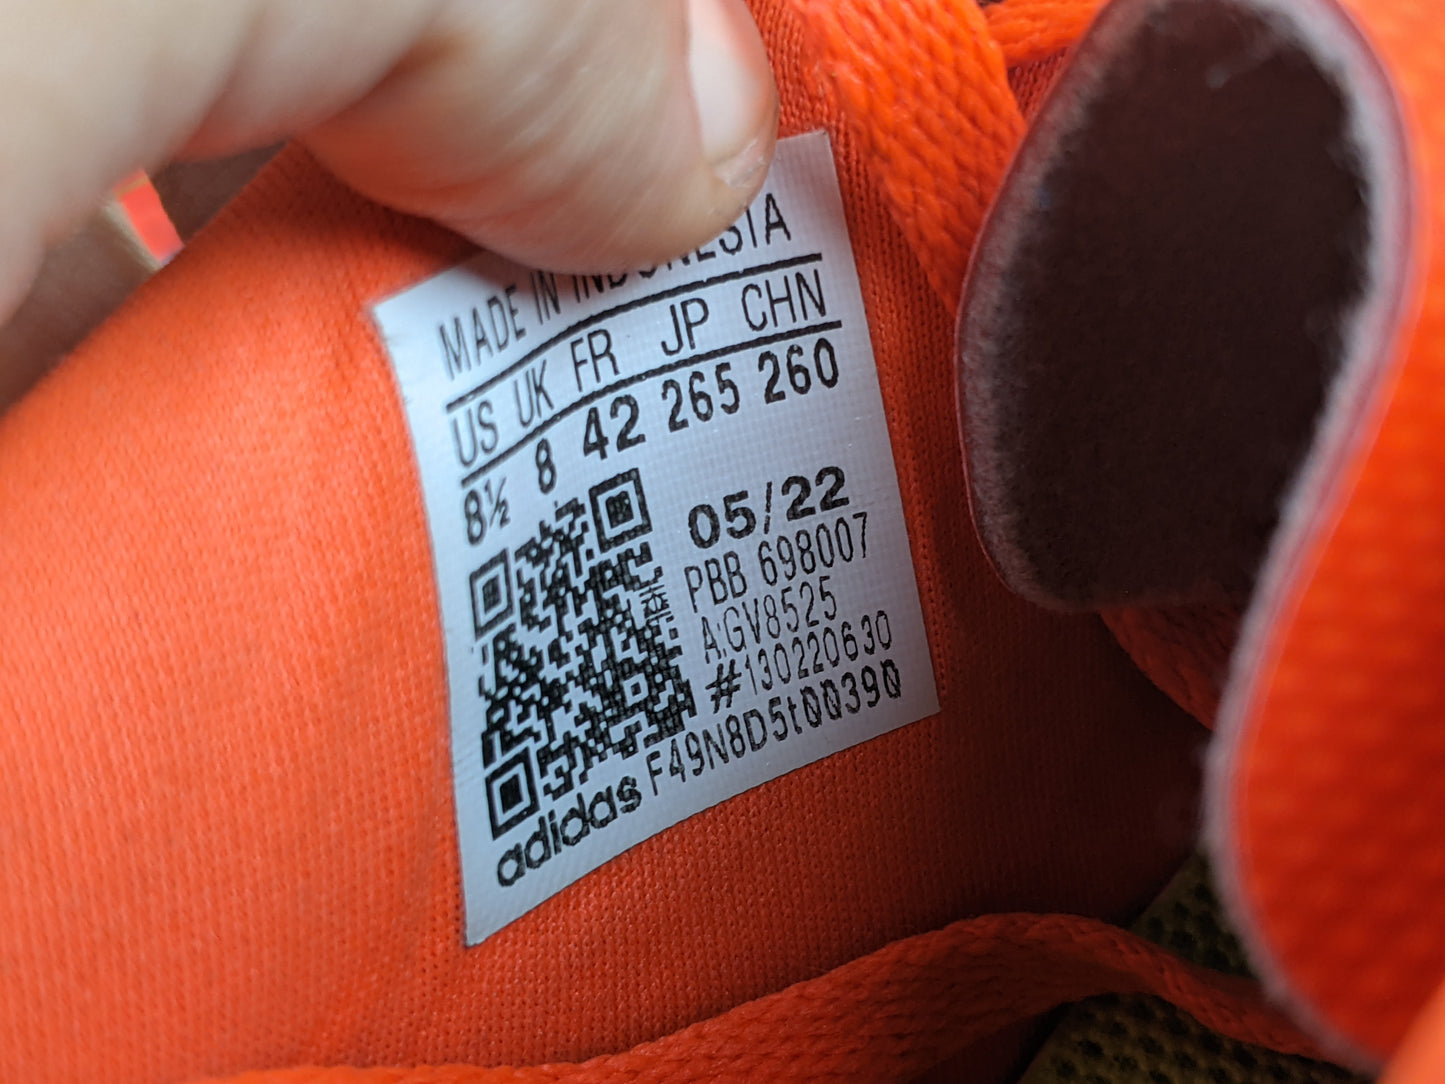 MADE IN INDONESIA
US UK FR JP CHN
8½ 8 42 265 260
05/22
PBB 698007
A:GV8525
#130220630
F49N8D5t00390
adidas